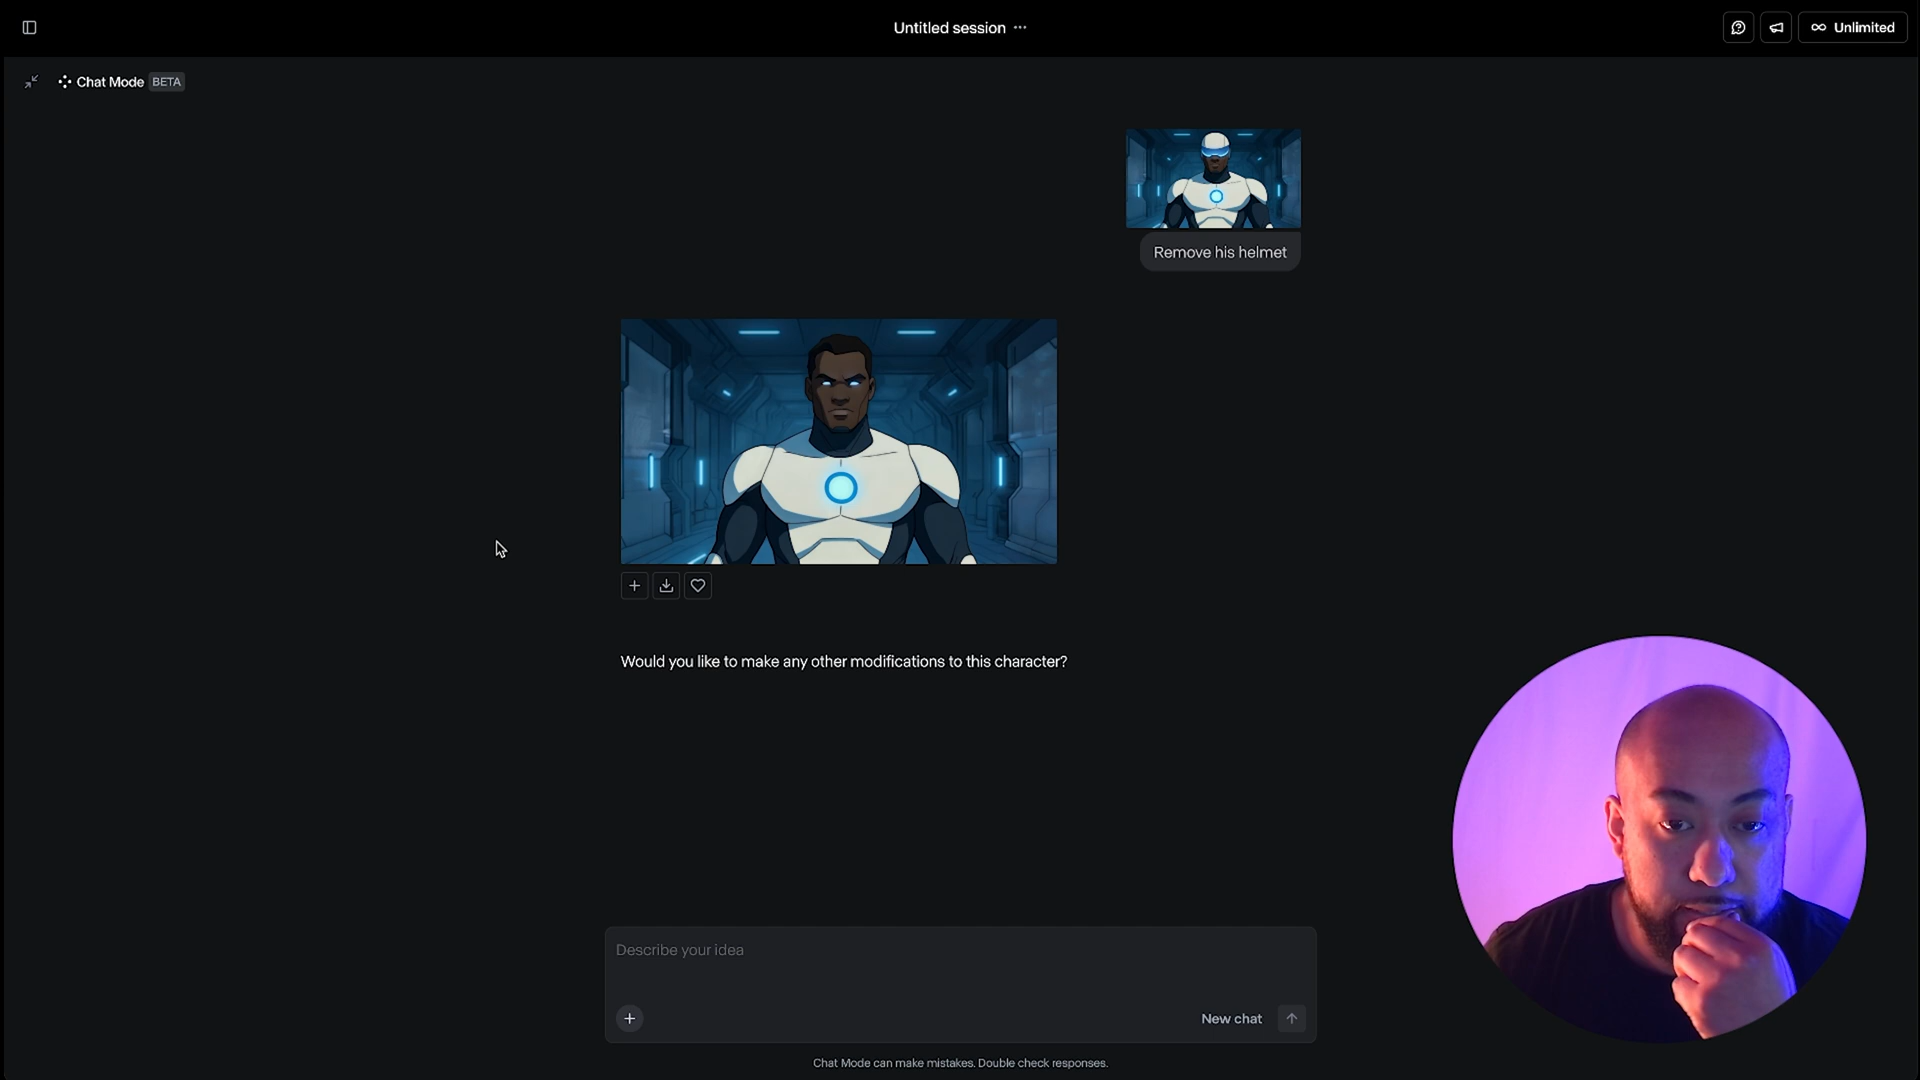 Untitled session
Unlimited
Chat Mode BETA
Remove his helmet
Would you like to make any other modifications to this character?
Describe your idea
New chat
Chat Mode can make mistakes. Double check responses.